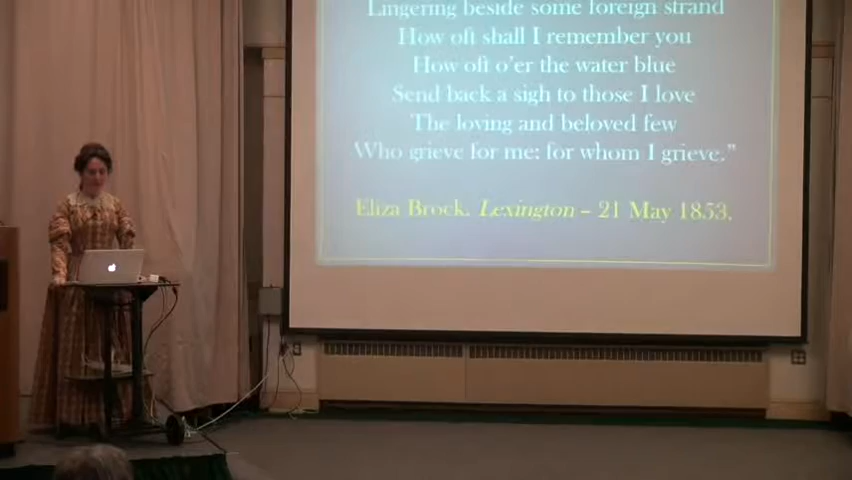 Lingering beside some foreign strand
How oft shall I remember you
How oft o'er the water blue
Send back a sigh to those I love
The loving and beloved few
Who grieve for me: for whom I grieve."
Eliza Brock. Lexington – 21 May 1853.